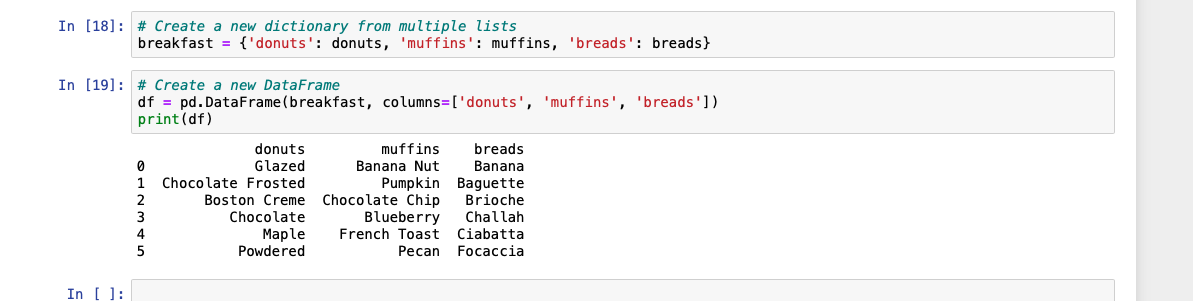 In [18]: # Create a new dictionary from multiple lists
breakfast = {'donuts': donuts, 'muffins': muffins, 'breads': breads}
In [19]: # Create a new DataFrame
df = pd.DataFrame(breakfast, columns=['donuts', 'muffins', 'breads'])
print(df)
donuts muffins breads
0 Glazed Banana Nut Banana
1 Chocolate Frosted Pumpkin Baguette
2 Boston Creme Chocolate Chip Brioche
3 Chocolate Blueberry Challah
4 Maple French Toast Ciabatta
5 Powdered Pecan Focaccia
In [ ]: